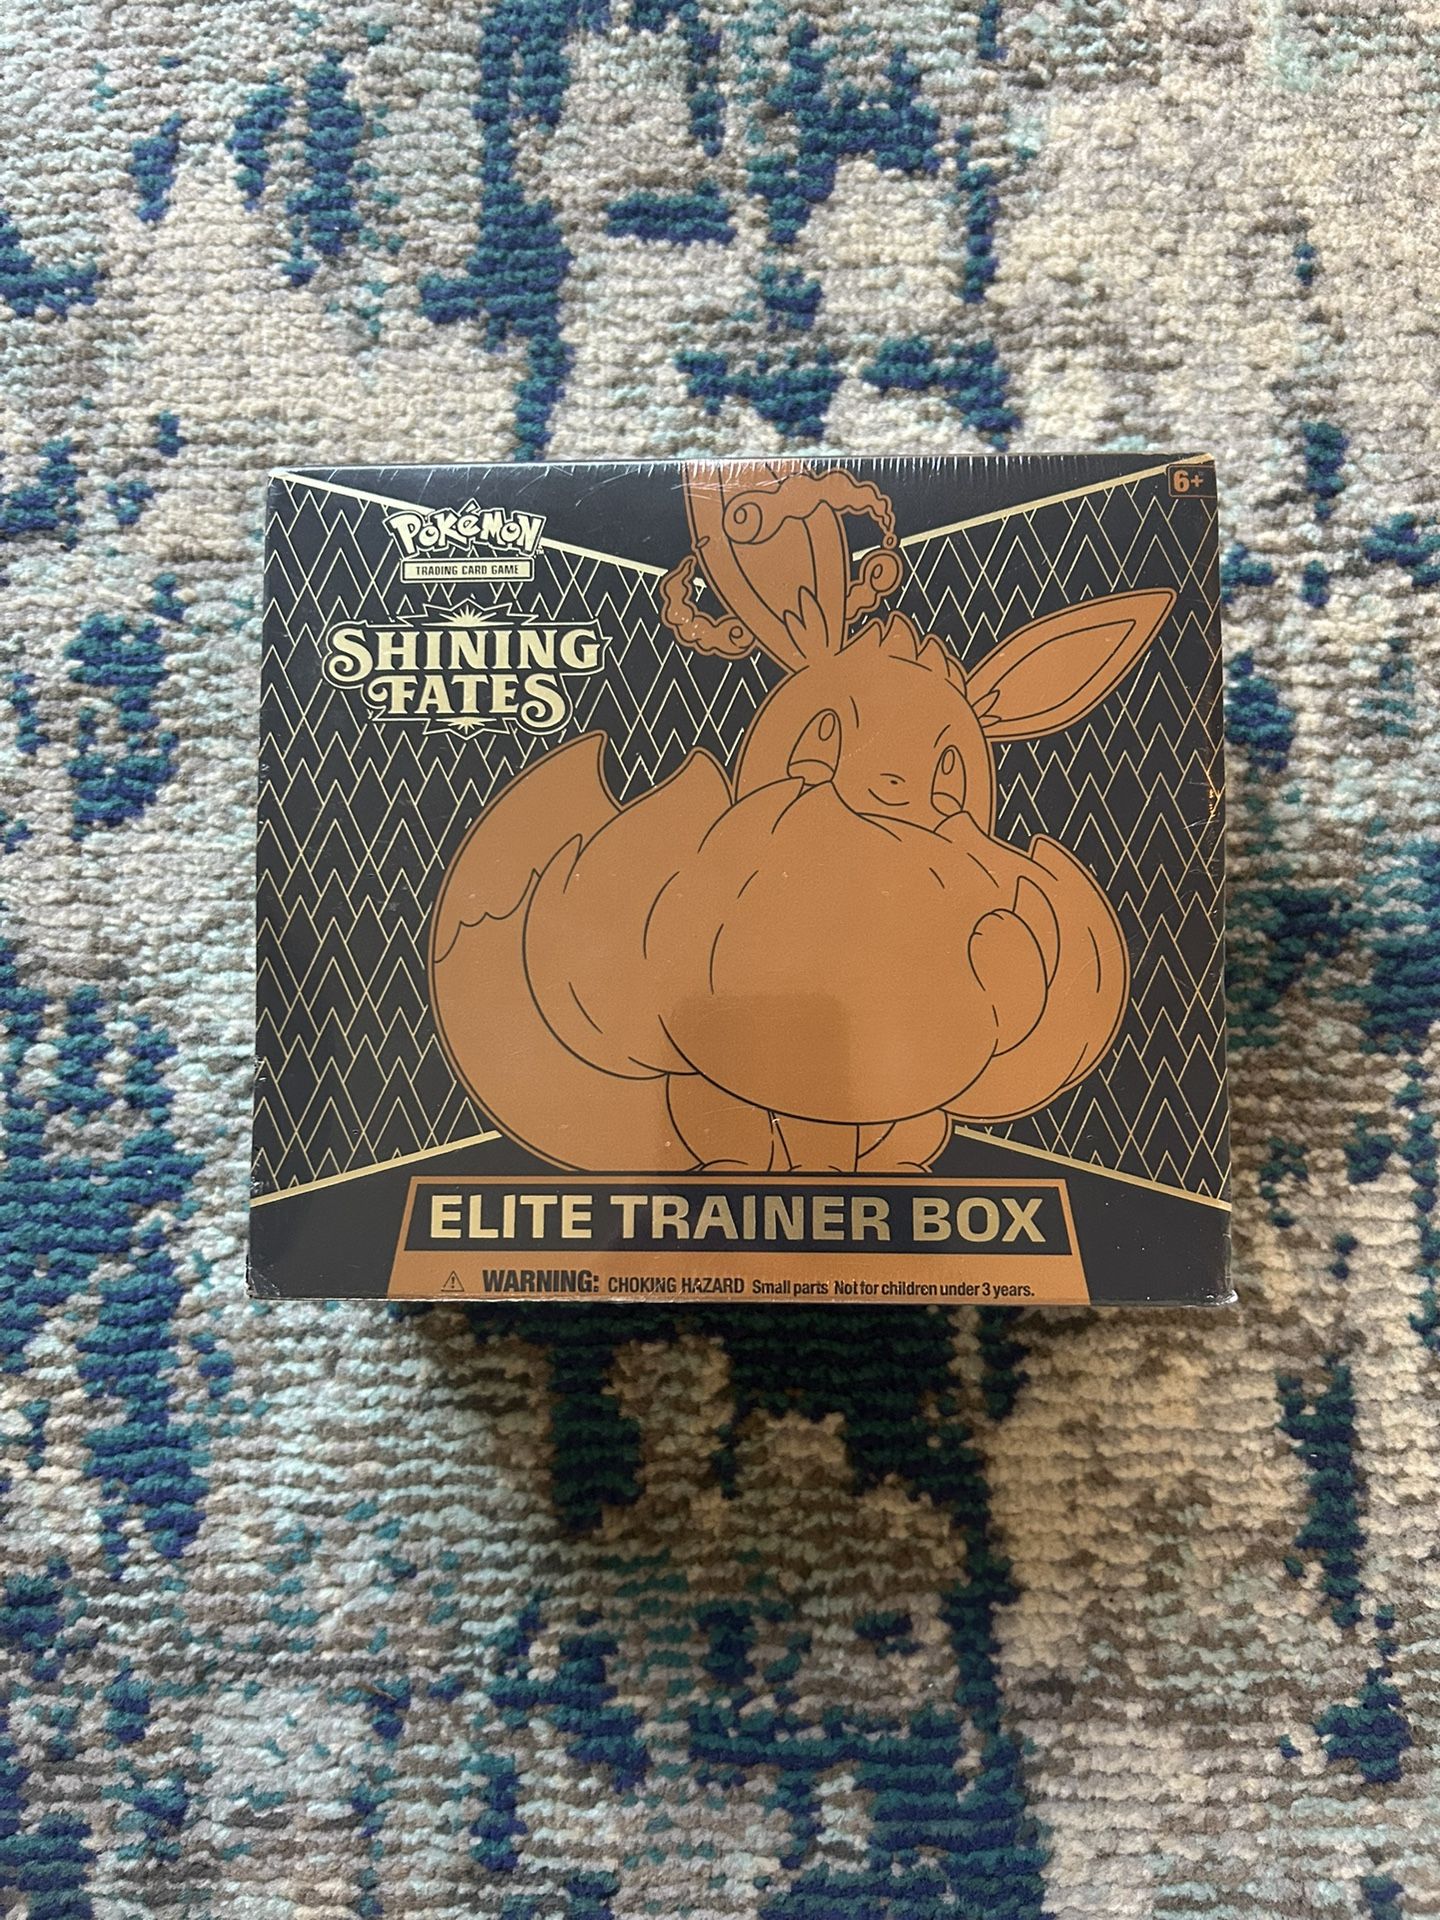 6+
Pokémon
TRADING CARD GAME
SHINING
FATES
ELITE TRAINER BOX
⚠ WARNING: CHOKING HAZARD Small parts Not for children under 3 years.